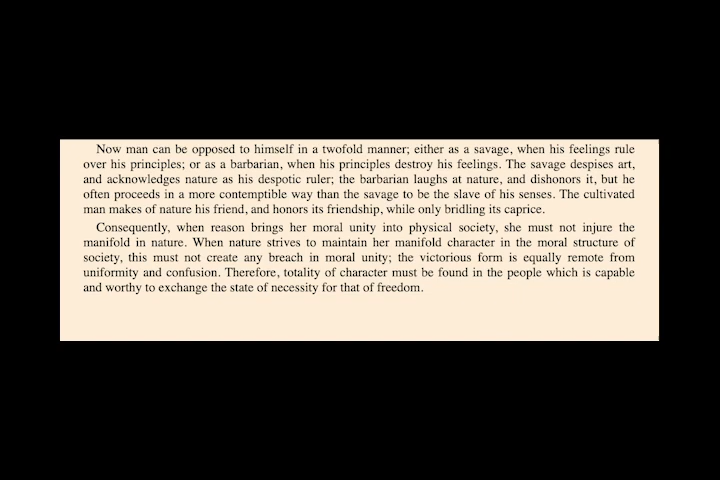 Now man can be opposed to himself in a twofold manner; either as a savage, when his feelings rule
over his principles; or as a barbarian, when his principles destroy his feelings. The savage despises art,
and acknowledges nature as his despotic ruler; the barbarian laughs at nature, and dishonors it, but he
often proceeds in a more contemptible way than the savage to be the slave of his senses. The cultivated
man makes of nature his friend, and honors its friendship, while only bridling its caprice.
Consequently, when reason brings her moral unity into physical society, she must not injure the
manifold in nature. When nature strives to maintain her manifold character in the moral structure of
society, this must not create any breach in moral unity; the victorious form is equally remote from
uniformity and confusion. Therefore, totality of character must be found in the people which is capable
and worthy to exchange the state of necessity for that of freedom.